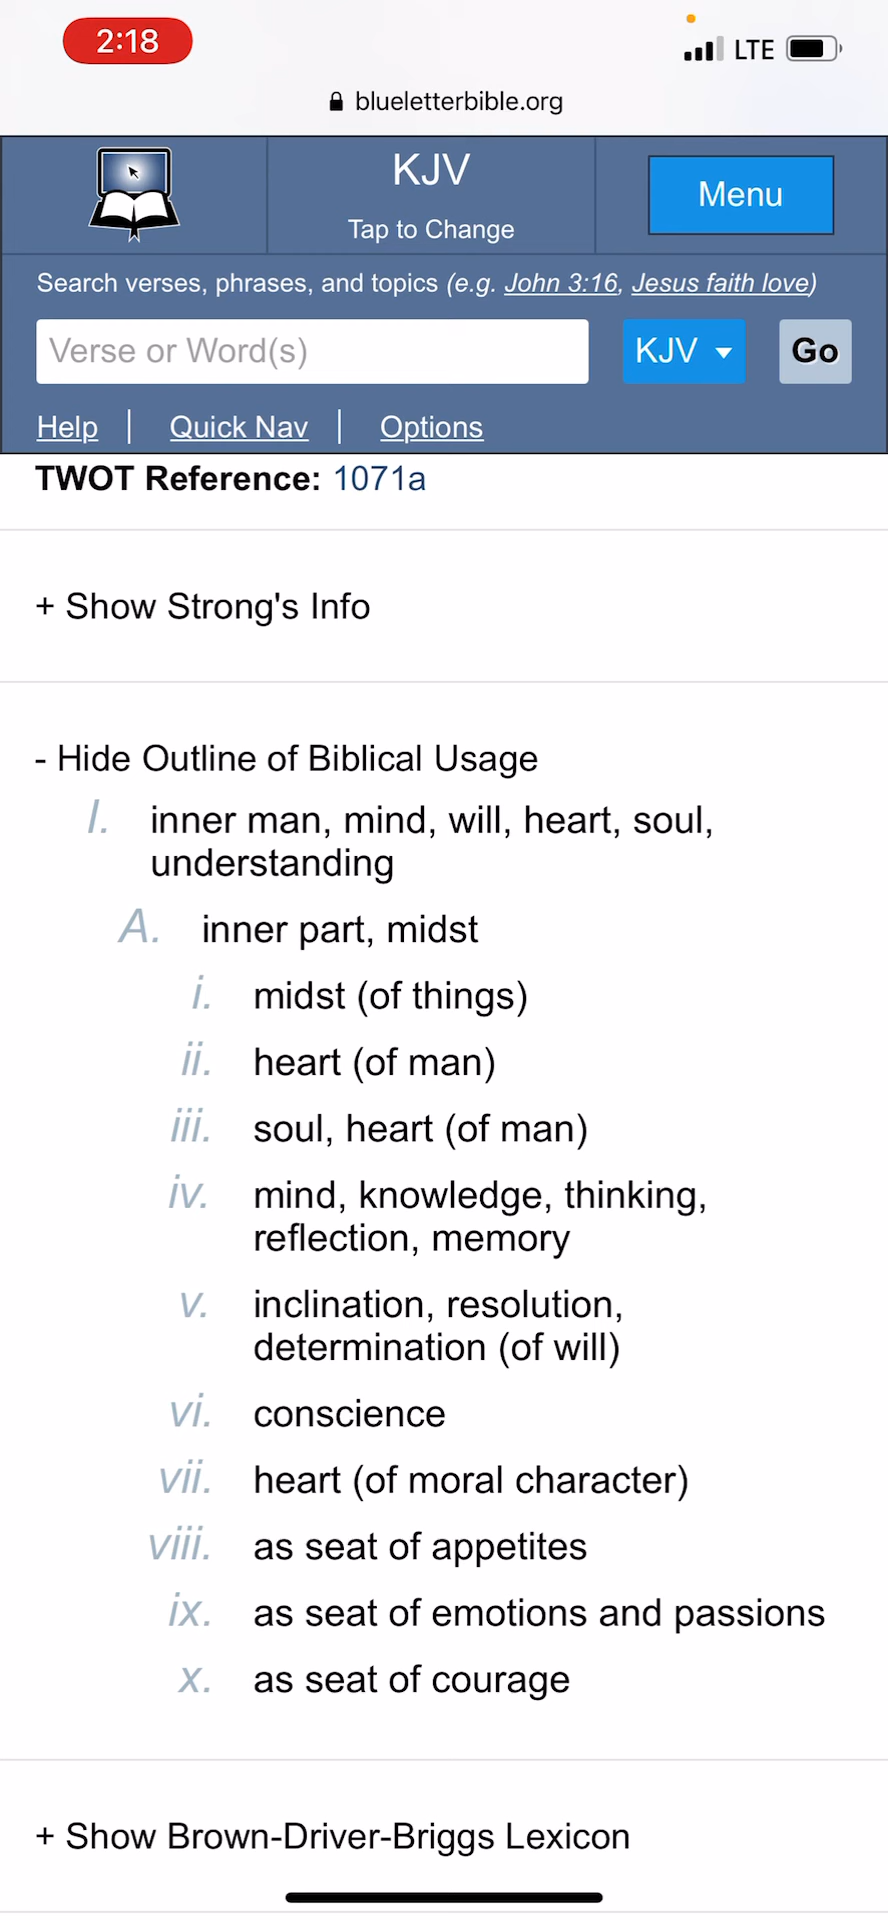 2:18
LTE
blueletterbible.org
KJV
Tap to Change
Menu
Search verses, phrases, and topics (e.g. John 3:16, Jesus faith love)
Verse or Word(s)
KJV
Go
Help | Quick Nav | Options
TWOT Reference: 1071a
+ Show Strong's Info
- Hide Outline of Biblical Usage
I. inner man, mind, will, heart, soul,
understanding
A. inner part, midst
i. midst (of things)
ii. heart (of man)
iii. soul, heart (of man)
iv. mind, knowledge, thinking,
reflection, memory
v. inclination, resolution,
determination (of will)
vi. conscience
vii. heart (of moral character)
viii. as seat of appetites
ix. as seat of emotions and passions
x. as seat of courage
+ Show Brown-Driver-Briggs Lexicon